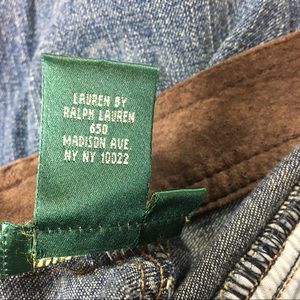 LAUREN BY
RALPH LAUREN
650
MADISON AVE.
NY NY 10022